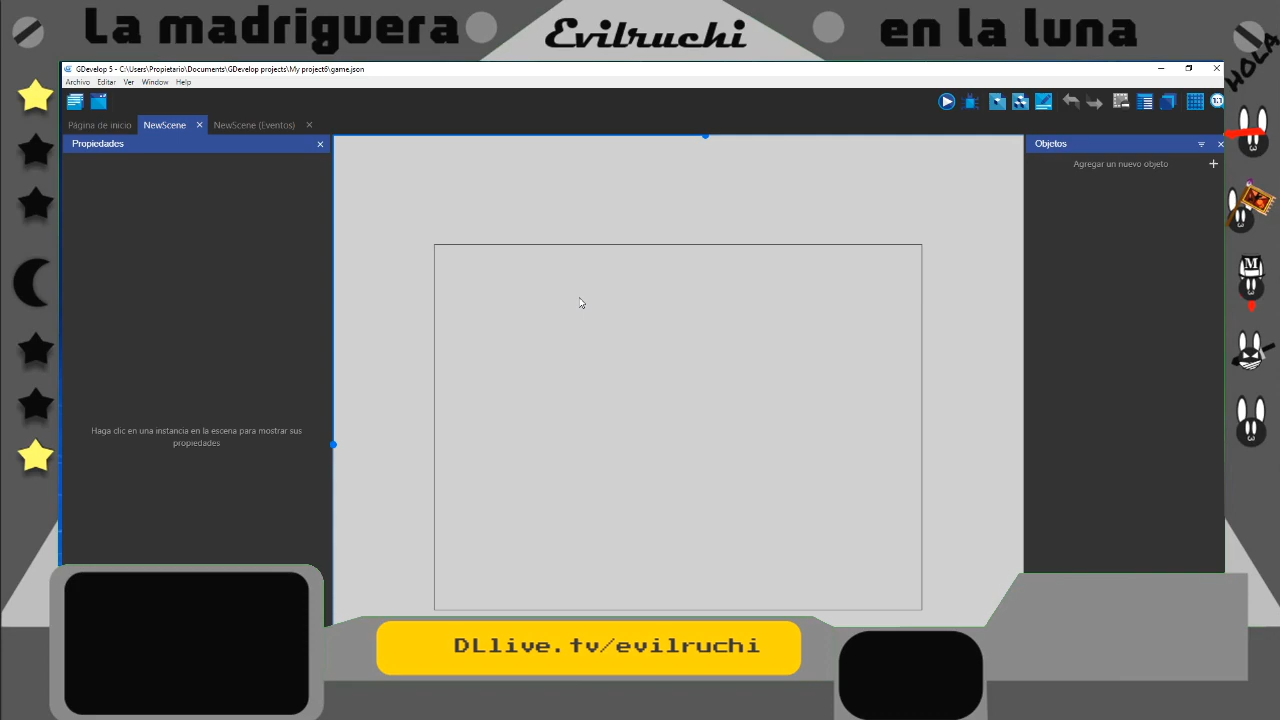 La madriguera
Evilruchi
en la luna
HOLA
GDevelop 5 - C:\Users\Propietario\Documents\GDevelop projects\My project6\game.json
Archivo Editar Ver Window Help
1:1
Página de inicio
NewScene
NewScene (Eventos)
Propiedades
Objetos
Agregar un nuevo objeto
M
Haga clic en una instancia en la escena para mostrar sus
propiedades
DLlive.tv/evilruchi